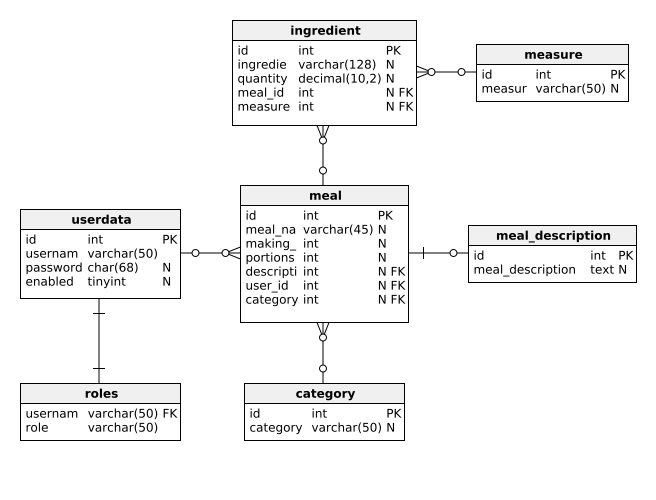 ingredient
id int PK
ingredie varchar(128) N
quantity decimal(10,2) N
meal_id int N FK
measure int N FK
measure
id int PK
measur varchar(50) N
userdata
id int PK
usernam varchar(50)
password char(68) N
enabled tinyint N
meal
id int PK
meal_na varchar(45) N
making_ int N
portions int N
descripti int N FK
user_id int N FK
category int N FK
meal_description
id int PK
meal_description text N
roles
usernam varchar(50) FK
role varchar(50)
category
id int PK
category varchar(50) N